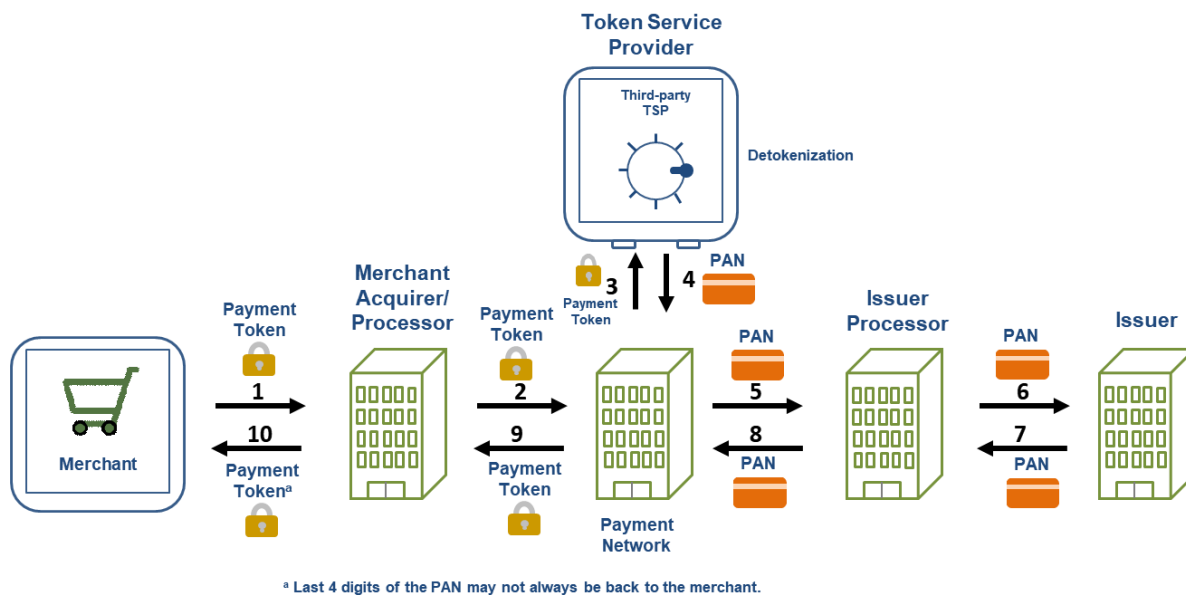 Token Service
Provider
Third-party
TSP
Detokenization
3
Payment
Token
4
PAN
Merchant
Acquirer/
Processor
Issuer
Processor
Issuer
Payment
Token
1
Payment
Token
2
PAN
5
PAN
6
Merchant
10
Payment
Tokenᵃ
9
Payment
Token
8
PAN
7
PAN
Payment
Network
ᵃ Last 4 digits of the PAN may not always be back to the merchant.